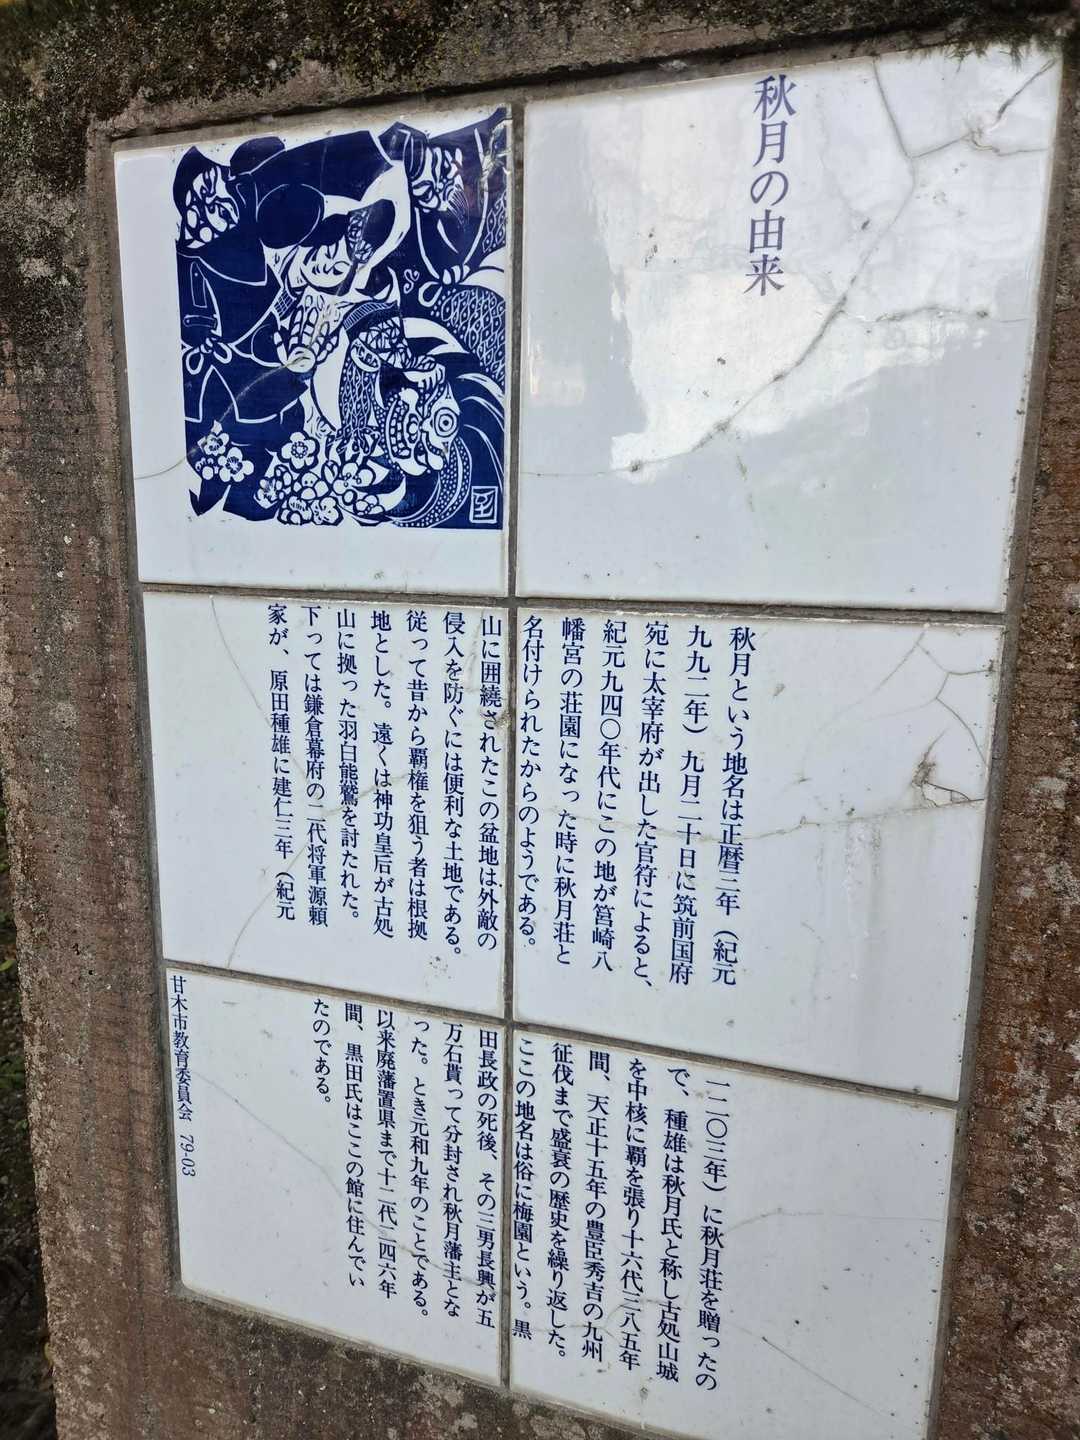 秋月の由来
秋月という地名は正暦三年（紀元
九九二年）九月二十日に筑前国府
宛に太宰府が出した官符によると、
紀元九四〇年代にこの地が筥崎八
幡宮の荘園になった時に秋月荘と
名付けられたからのようである。
山に囲繞されたこの盆地は外敵の
侵入を防ぐには便利な土地である。
従って昔から覇権を狙う者は根拠
地とした。遠くは神功皇后が古処
山に拠った羽白熊鷲を討たれた。
下っては鎌倉幕府の二代将軍源頼
家が、原田種雄に建仁三年（紀元
一二〇三年）に秋月荘を贈ったの
で、種雄は秋月氏と称し古処山城
を中核に覇を張り十六代三八五年
間、天正十五年の豊臣秀吉の九州
征伐まで盛衰の歴史を繰り返した。
ここの地名は俗に梅園という。黒
田長政の死後、その三男長興が五
万石貰って分封され秋月藩主とな
った。とき元和九年のことである。
以来廃藩置県まで十二代二四六年
間、黒田氏はここの館に住んでい
たのである。
甘木市教育委員会 79-03